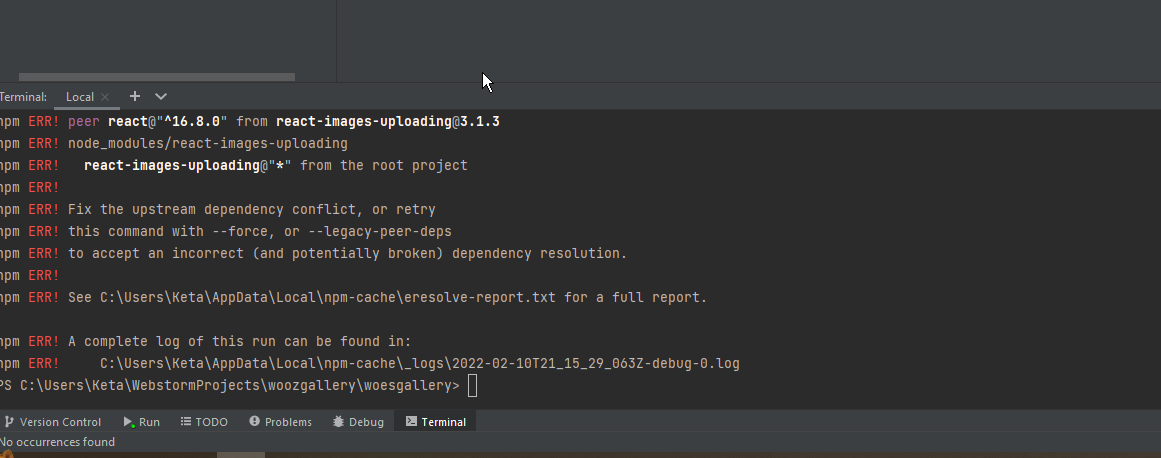 Terminal: Local
npm ERR! peer react@"^16.8.0" from react-images-uploading@3.1.3
npm ERR! node_modules/react-images-uploading
npm ERR!   react-images-uploading@"*" from the root project
npm ERR!
npm ERR! Fix the upstream dependency conflict, or retry
npm ERR! this command with --force, or --legacy-peer-deps
npm ERR! to accept an incorrect (and potentially broken) dependency resolution.
npm ERR!
npm ERR! See C:\Users\Keta\AppData\Local\npm-cache\eresolve-report.txt for a full report.
npm ERR! A complete log of this run can be found in:
npm ERR!     C:\Users\Keta\AppData\Local\npm-cache\_logs\2022-02-10T21_15_29_063Z-debug-0.log
PS C:\Users\Keta\WebstormProjects\woozgallery\woesgallery>
Version Control Run TODO Problems Debug Terminal
No occurrences found